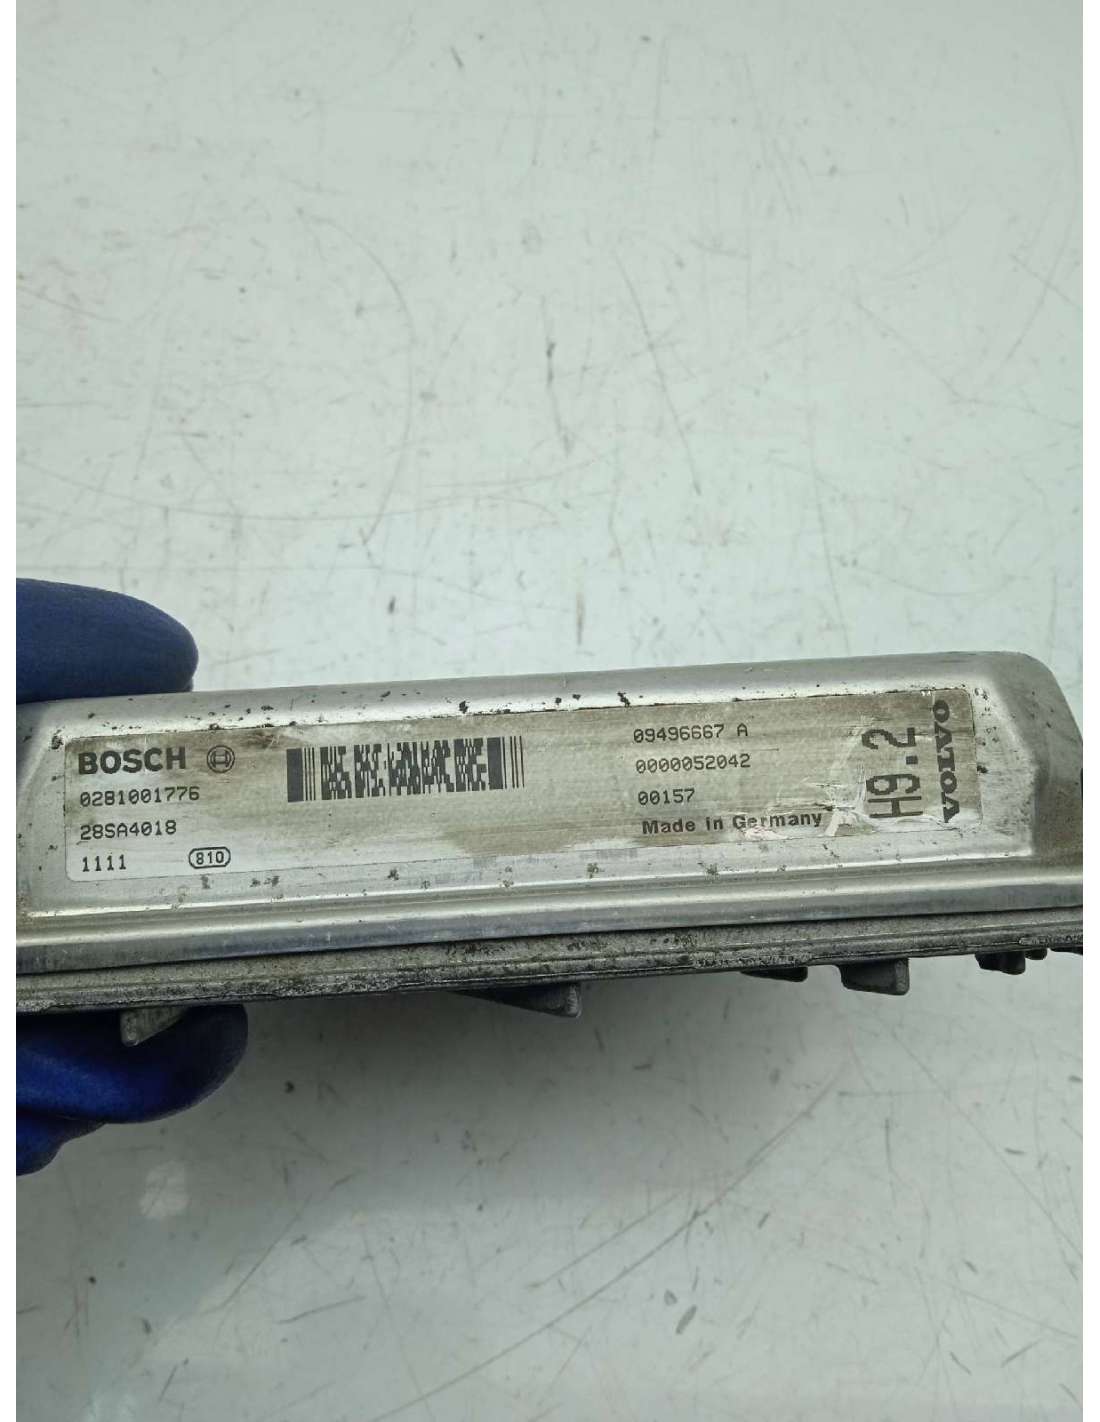 BOSCH
0281001776
28SA4018
1111 810
09496667 A
0000052042
00157
Made in Germany
H9.2
VOLVO